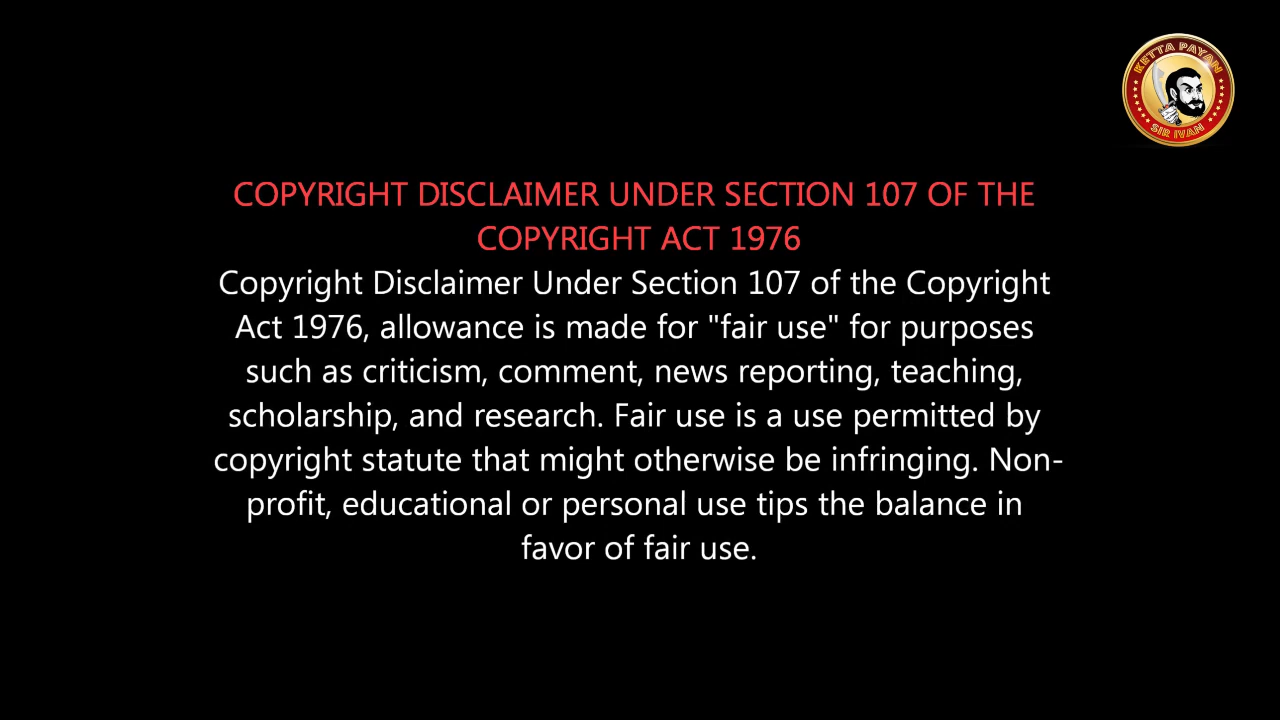 KETTA PAYAN
SIR IVAN
COPYRIGHT DISCLAIMER UNDER SECTION 107 OF THE
COPYRIGHT ACT 1976
Copyright Disclaimer Under Section 107 of the Copyright
Act 1976, allowance is made for "fair use" for purposes
such as criticism, comment, news reporting, teaching,
scholarship, and research. Fair use is a use permitted by
copyright statute that might otherwise be infringing. Non-
profit, educational or personal use tips the balance in
favor of fair use.